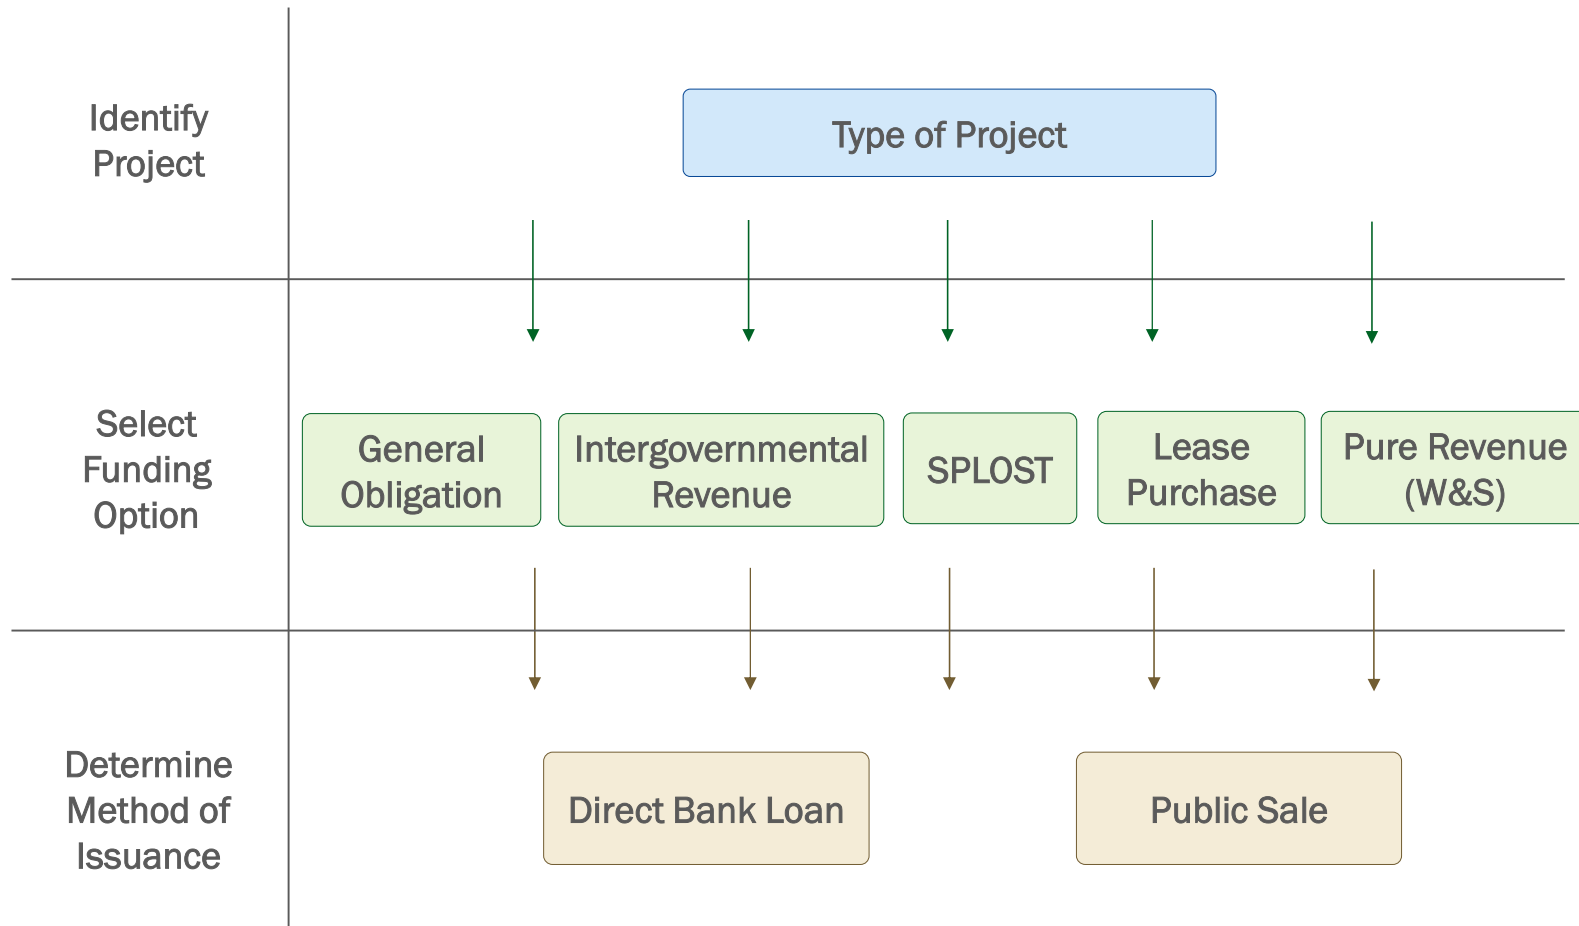 Identify
Project
Type of Project
Select
Funding
Option
General
Obligation
Intergovernmental
Revenue
SPLOST
Lease
Purchase
Pure Revenue
(W&S)
Determine
Method of
Issuance
Direct Bank Loan
Public Sale